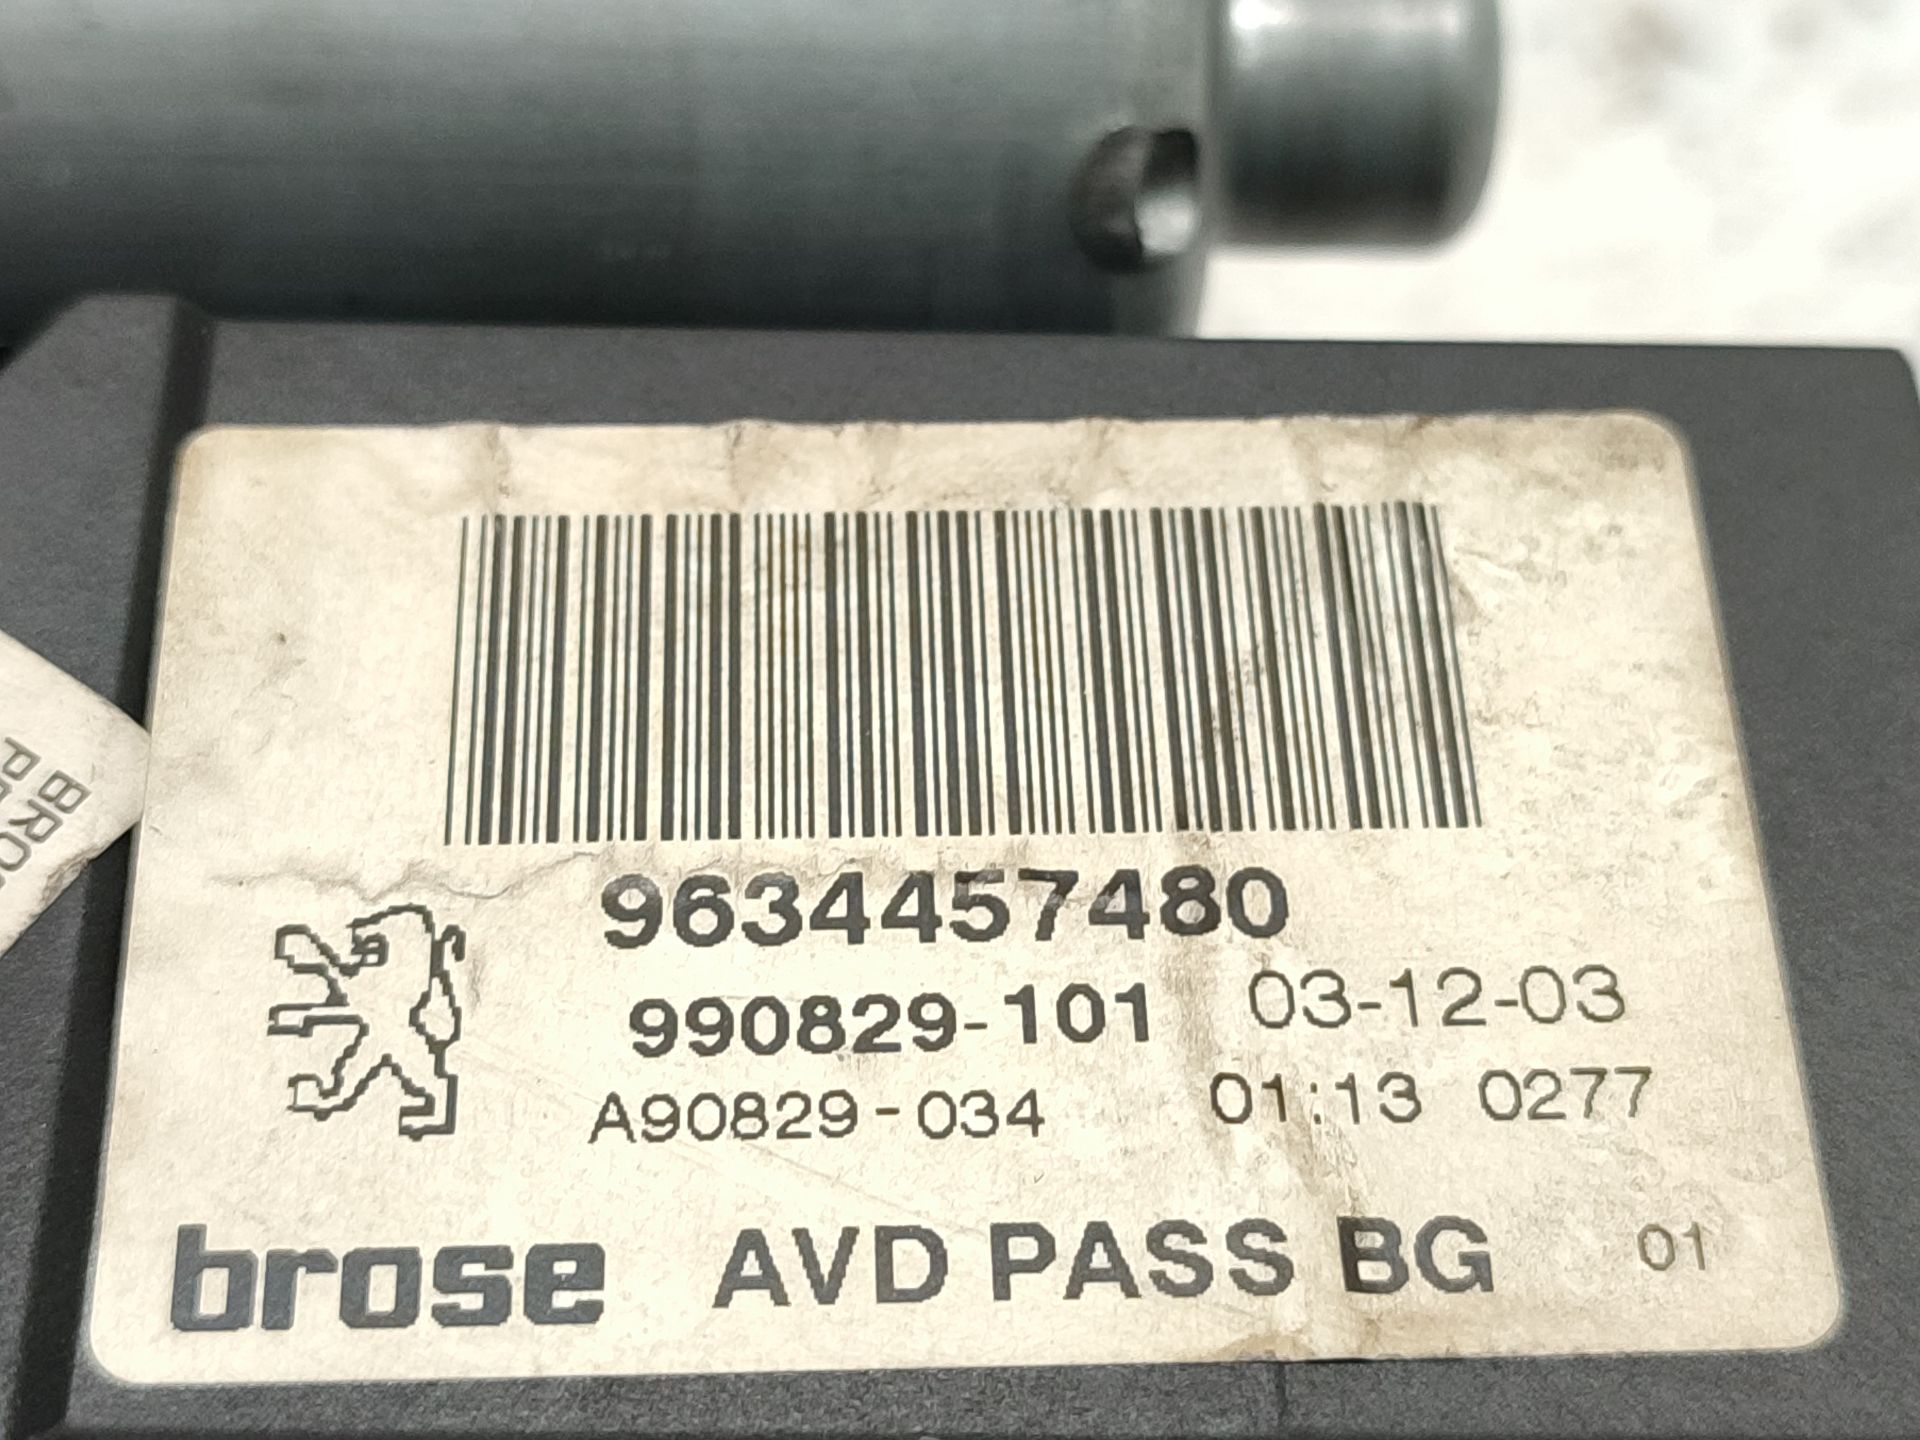 9634457480
990829-101 03-12-03
A90829-034 01:13 0277
brose AVD PASS BG 01